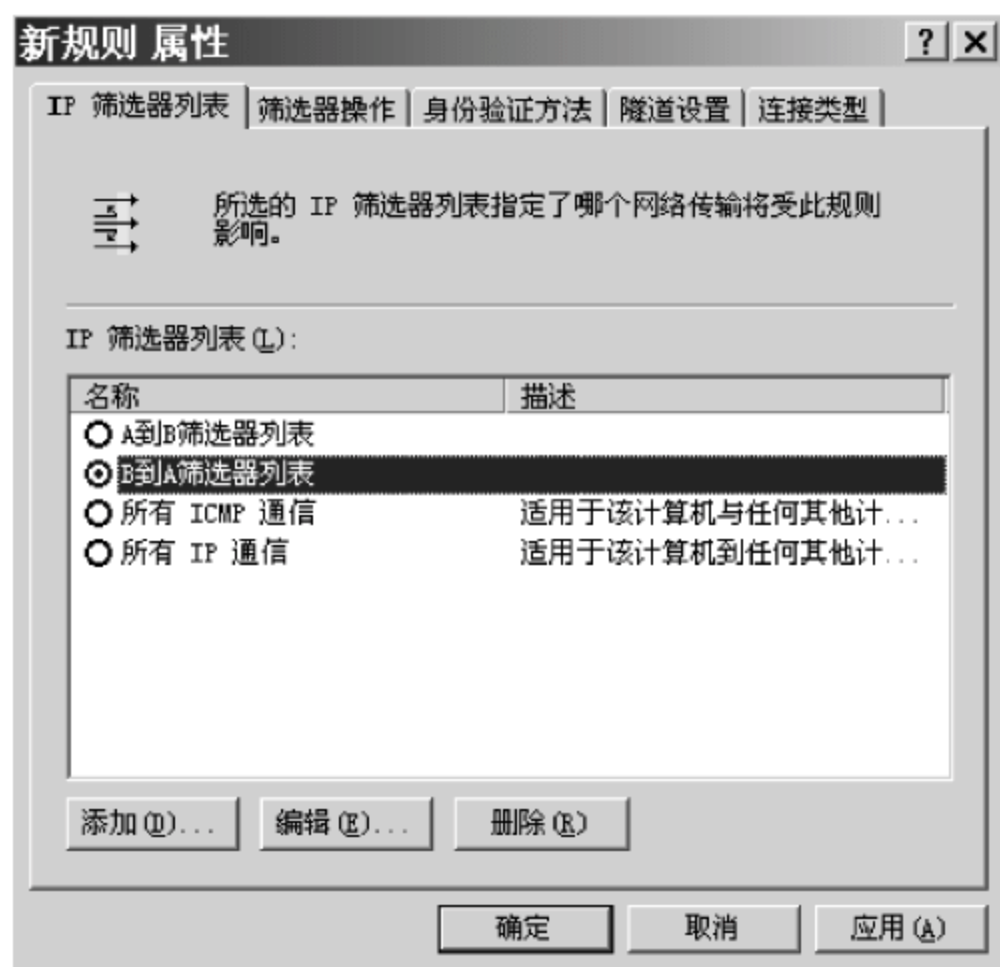 新规则 属性
IP 筛选器列表 筛选器操作 身份验证方法 隧道设置 连接类型
所选的 IP 筛选器列表指定了哪个网络传输将受此规则
影响。
IP 筛选器列表(L):
名称 描述
A到B筛选器列表
B到A筛选器列表
所有 ICMP 通信 适用于该计算机与任何其他计...
所有 IP 通信 适用于该计算机到任何其他计...
添加(D)... 编辑(E)... 删除(R)
确定 取消 应用(A)